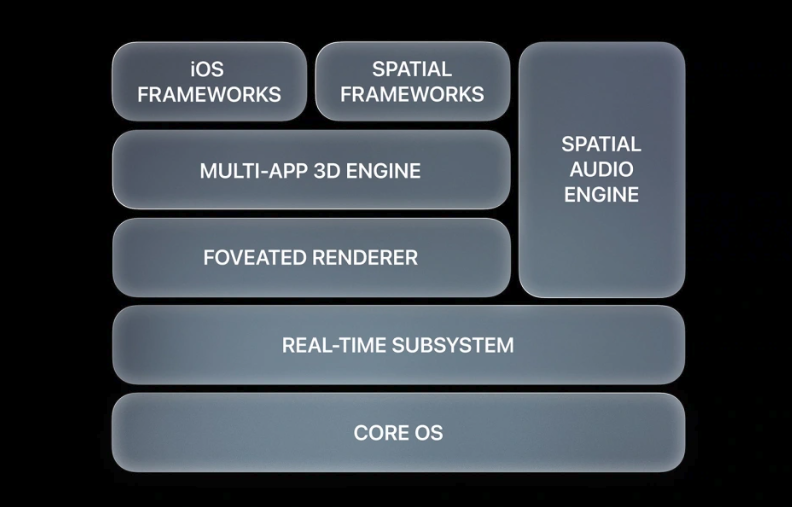 iOS
FRAMEWORKS
SPATIAL
FRAMEWORKS
SPATIAL
AUDIO
ENGINE
MULTI-APP 3D ENGINE
FOVEATED RENDERER
REAL-TIME SUBSYSTEM
CORE OS